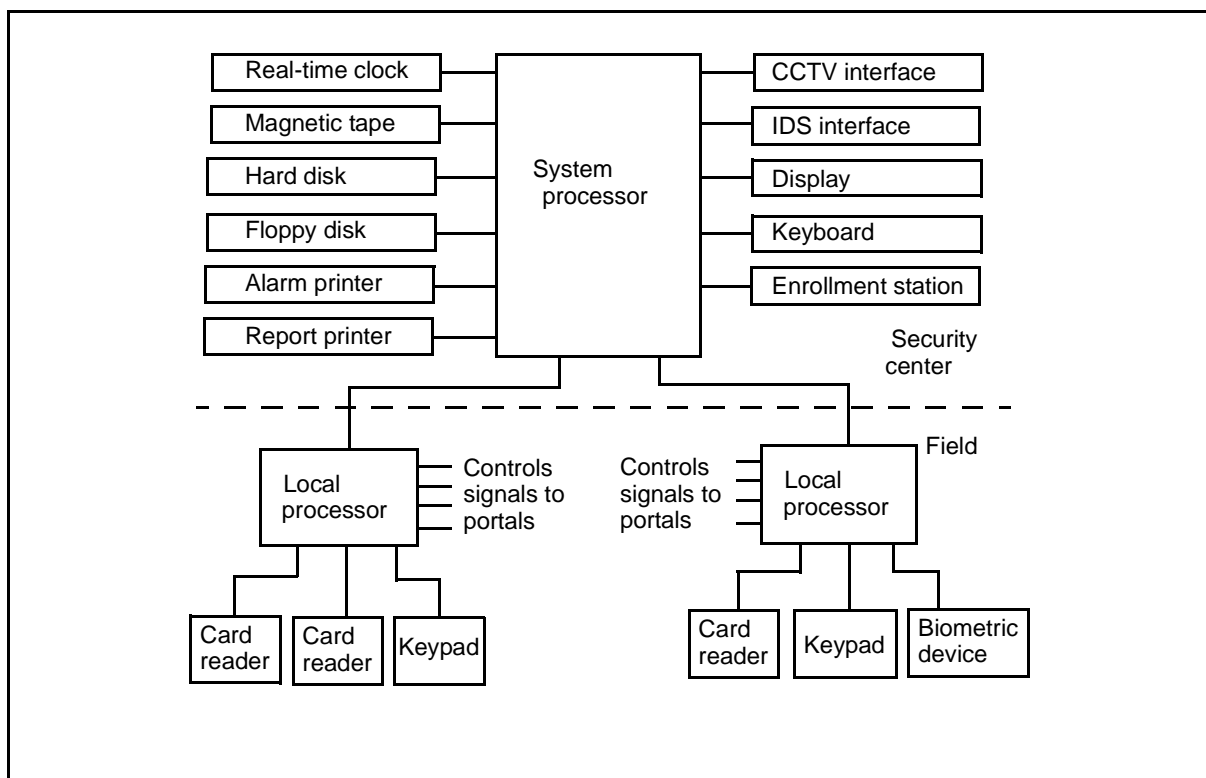 Real-time clock
Magnetic tape
Hard disk
Floppy disk
Alarm printer
Report printer
System
processor
CCTV interface
IDS interface
Display
Keyboard
Enrollment station
Security
center
Field
Local
processor
Controls
signals to
portals
Controls
signals to
portals
Local
processor
Card
reader
Card
reader
Keypad
Card
reader
Keypad
Biometric
device